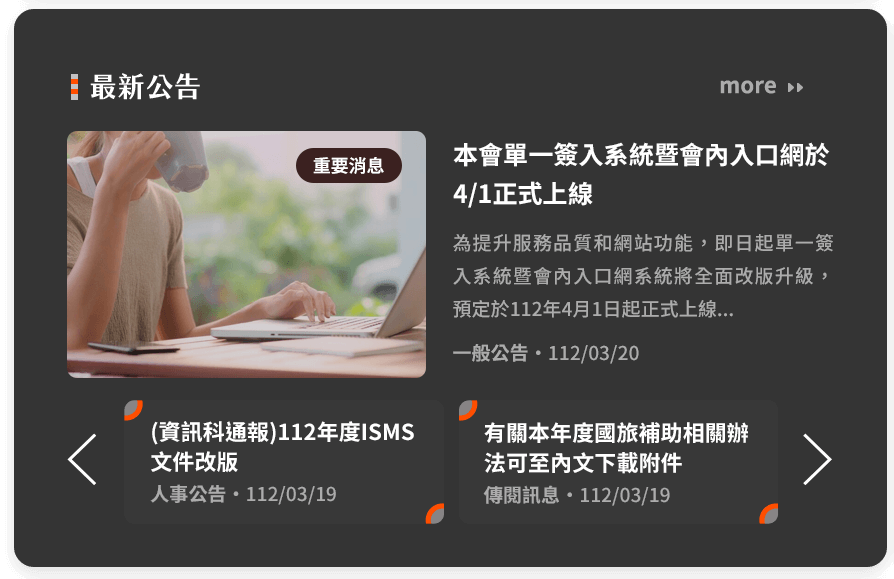 最新公告
more
重要消息
本會單一簽入系統暨會內入口網於
4/1正式上線
為提升服務品質和網站功能，即日起單一簽
入系統暨會內入口網系統將全面改版升級，
預定於112年4月1日起正式上線...
一般公告・112/03/20
(資訊科通報)112年度ISMS
文件改版
人事公告・112/03/19
有關本年度國旅補助相關辦
法可至內文下載附件
傳閱訊息・112/03/19